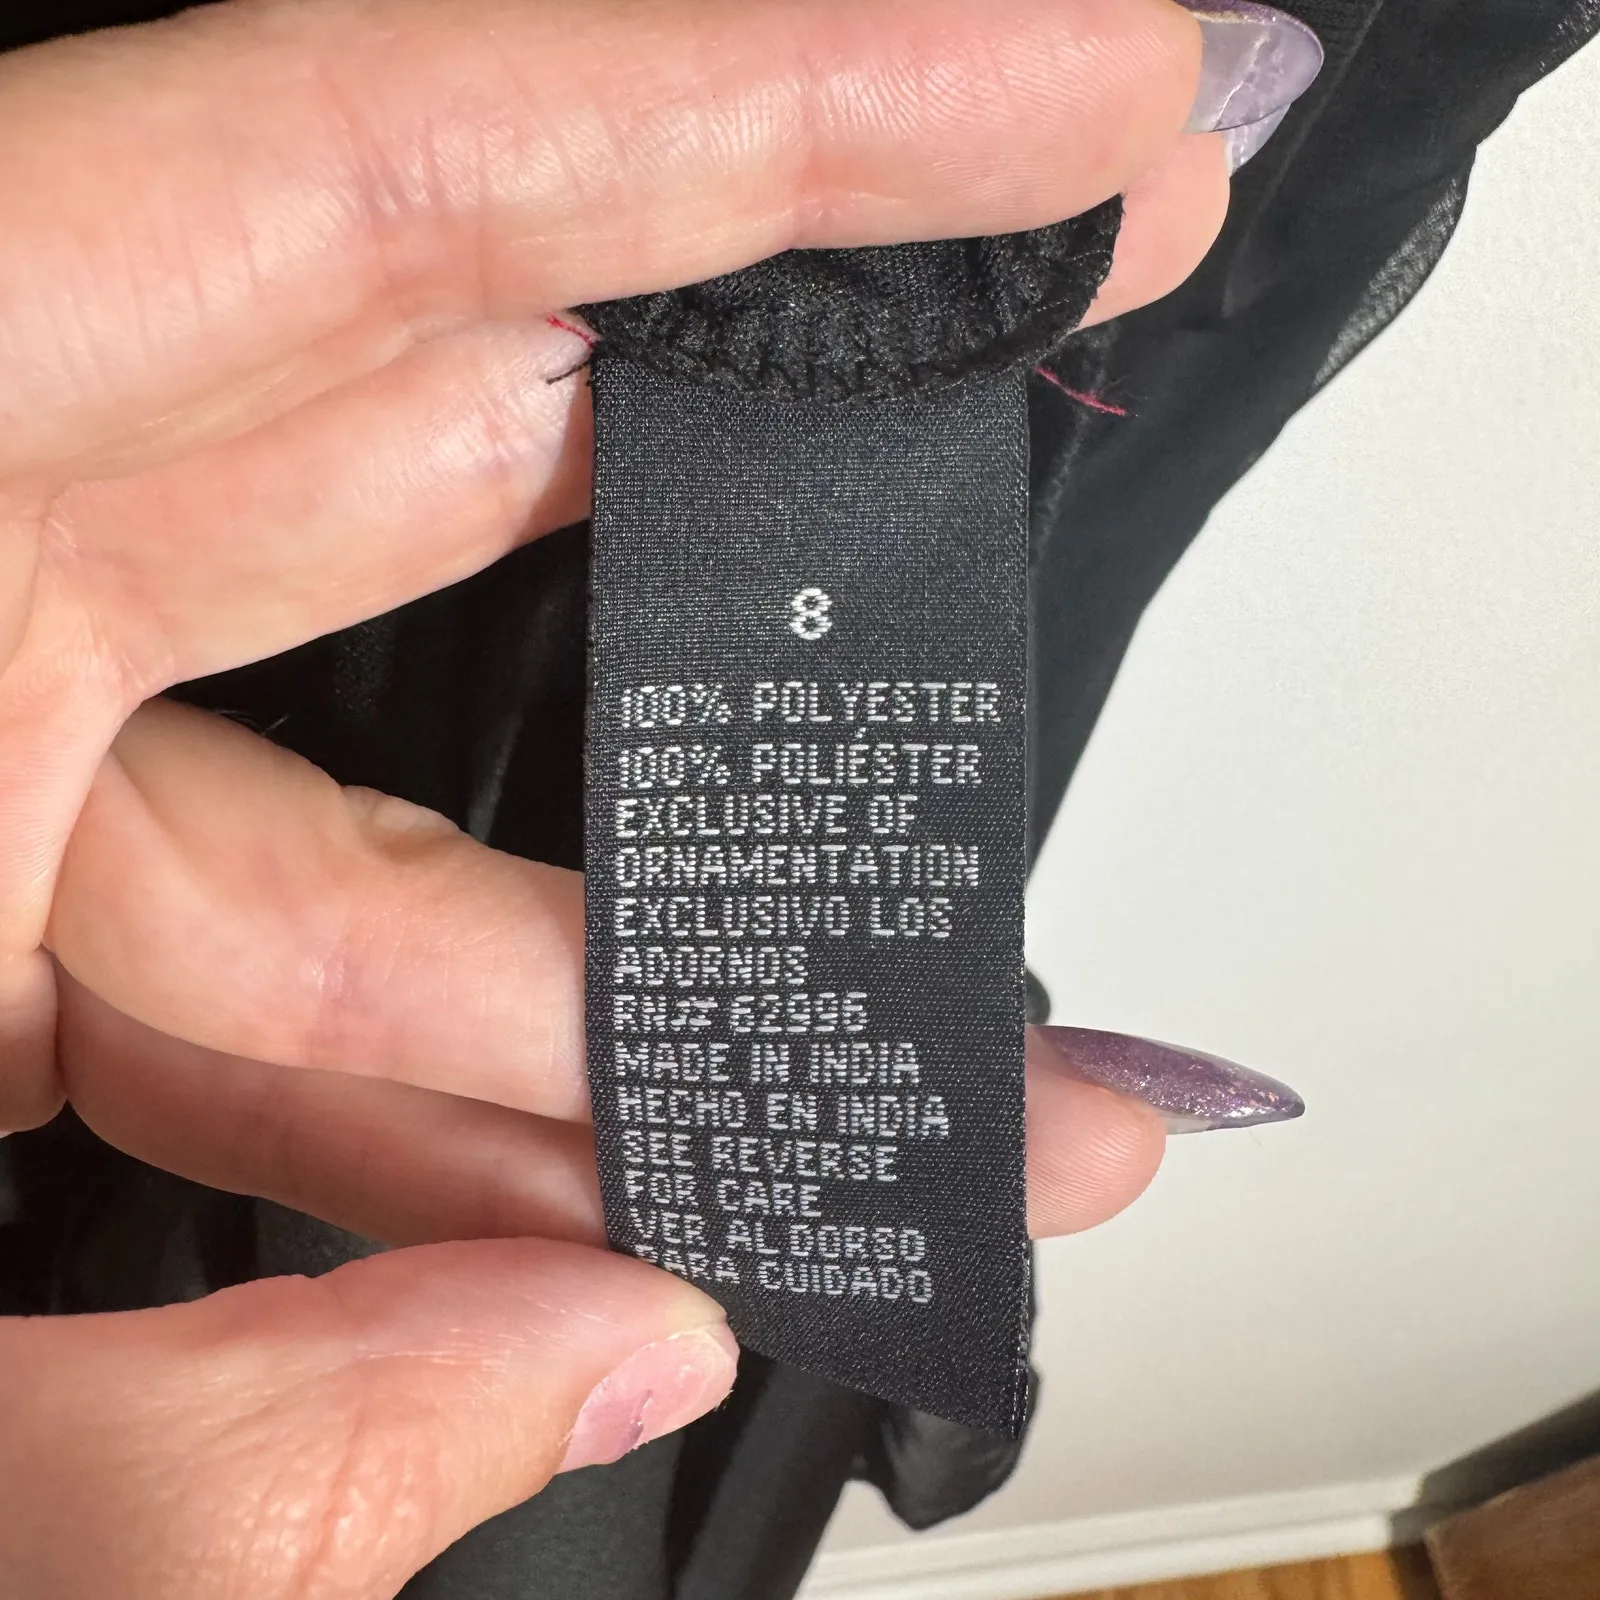 8
100% POLYESTER
100% POLIÉSTER
EXCLUSIVE OF
ORNAMENTATION
EXCLUSIVO LOS
ADORNOS
RN# 62995
MADE IN INDIA
HECHO EN INDIA
SEE REVERSE
FOR CARE
VER AL DORSO
PARA CUIDADO